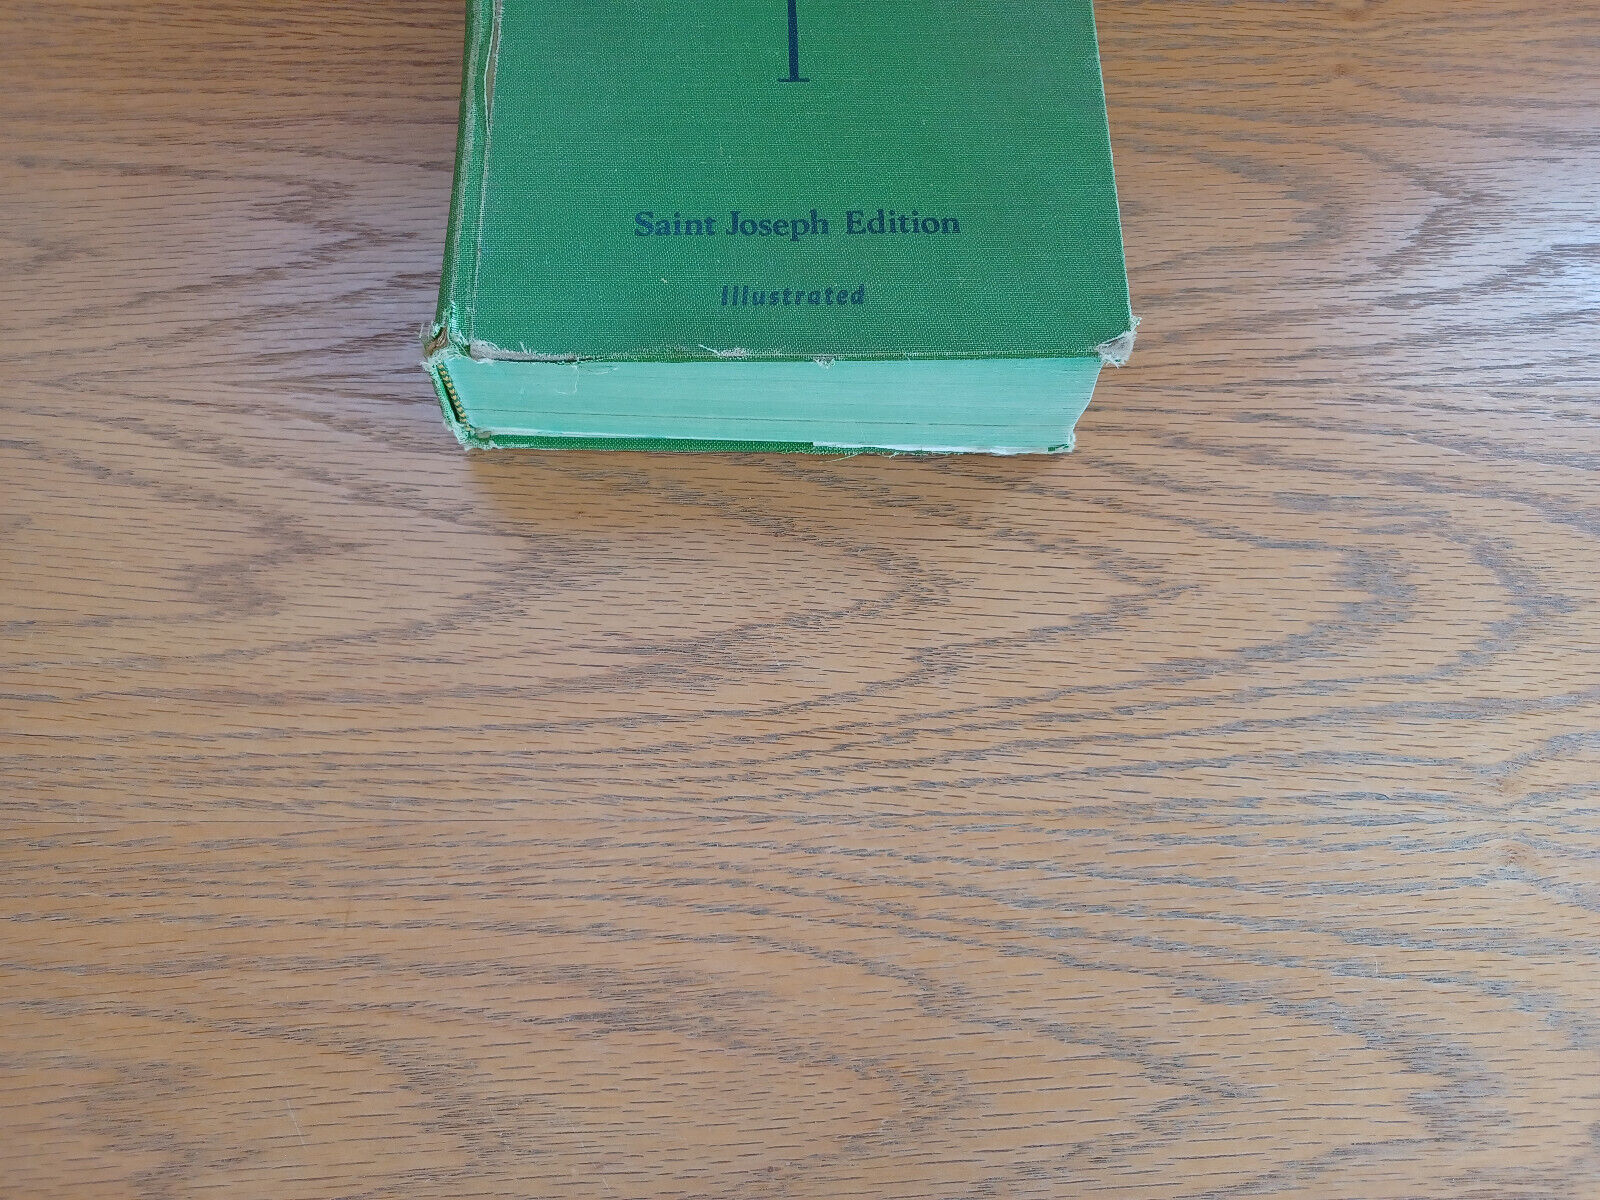 Saint Joseph Edition
Illustrated